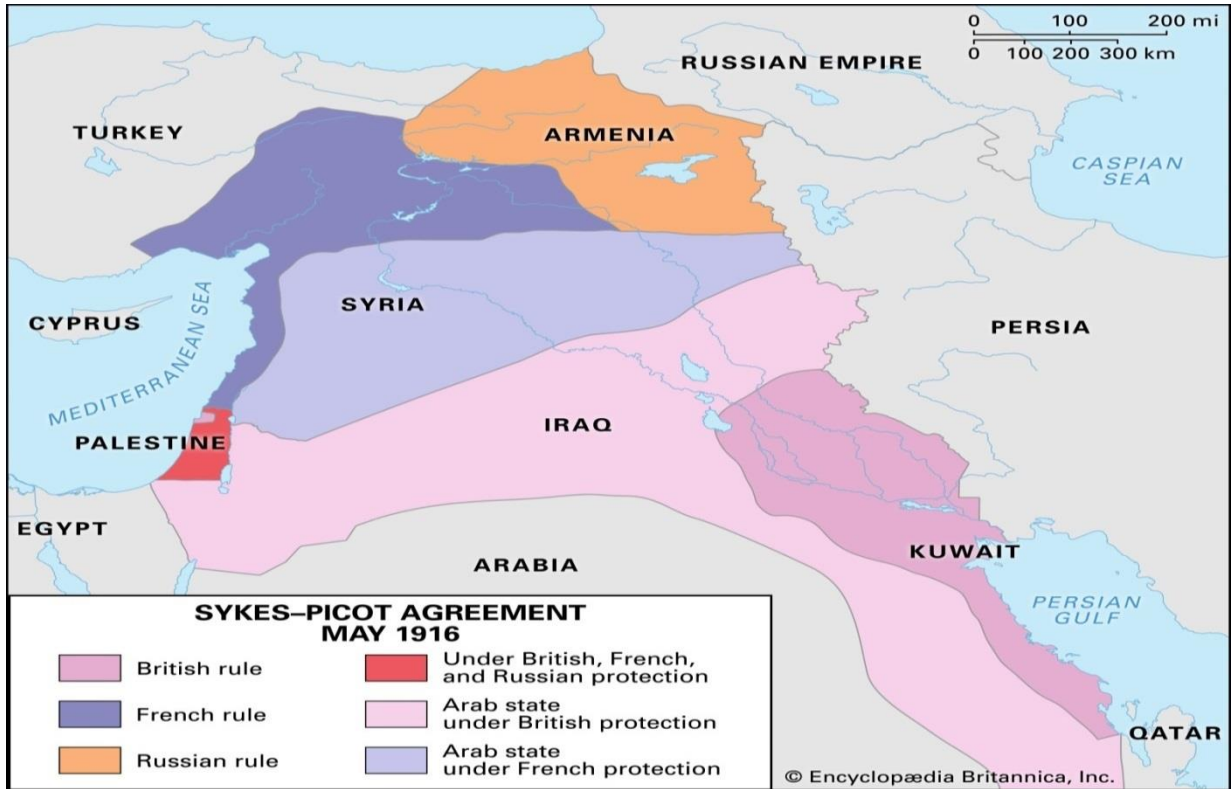 0 100 200 mi
0 100 200 300 km
RUSSIAN EMPIRE
TURKEY
ARMENIA
CASPIAN
SEA
MEDITERRANEAN SEA
SYRIA
CYPRUS
PERSIA
PALESTINE
IRAQ
EGYPT
KUWAIT
ARABIA
PERSIAN
GULF
QATAR
SYKES–PICOT AGREEMENT
MAY 1916
British rule
French rule
Russian rule
Under British, French,
and Russian protection
Arab state
under British protection
Arab state
under French protection
© Encyclopædia Britannica, Inc.